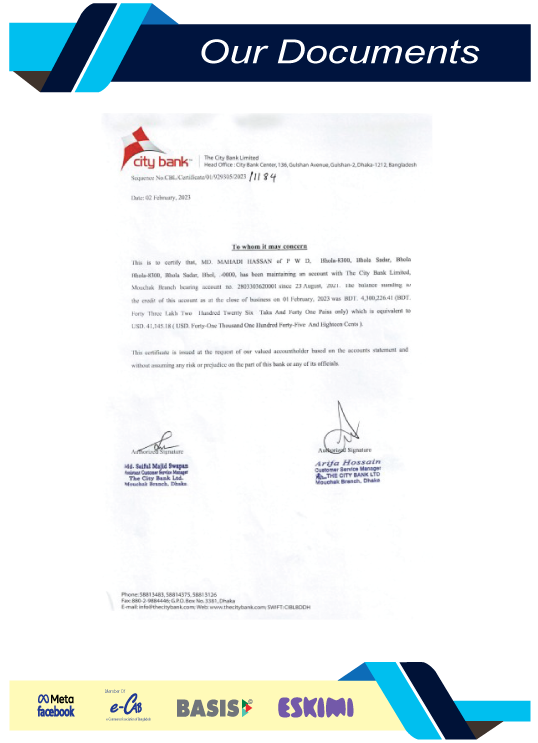 Our Documents
city bank
The City Bank Limited
Head Office : City Bank Center, 136, Gulshan Avenue, Gulshan-2, Dhaka-1212, Bangladesh
Sequence No:CBL/Certificate/01/929305/2023 /1184
Date: 02 February, 2023
To whom it may concern
This is to certify that, MD. MAHADI HASSAN of P W D, Bhola-8300, Bhola Sadar, Bhola
Bhola-8300, Bhola Sadar, Bhol, .-0000, has been maintaining an account with The City Bank Limited,
Mouchak Branch bearing account no. 2803303620001 since 23 August, 2021. The balance standing to
the credit of this account as at the close of business on 01 February, 2023 was BDT. 4,300,226.41 (BDT.
Forty Three Lakh Two Hundred Twenty Six Taka And Forty One Paisa only) which is equivalent to
USD. 41,145.18 ( USD. Forty-One Thousand One Hundred Forty-Five And Eighteen Cents ).
This certificate is issued at the request of our valued accountholder based on the accounts statement and
without assuming any risk or prejudice on the part of this bank or any of its officials.
Authorized Signature
Md. Saiful Majid Swapan
Assistant Customer Service Manager
The City Bank Ltd.
Mouchak Branch, Dhaka
Authorized Signature
Arifa Hossain
Customer Service Manager
THE CITY BANK LTD
Mouchak Branch, Dhaka
Phone: 58813483, 58814375, 58813126
Fax: 880-2-9884446; G.P.O. Box No. 3381, Dhaka
E-mail: info@thecitybank.com; Web: www.thecitybank.com; SWIFT: CIBLBDDH
Meta
facebook
Member Of
e-CAB
e-Commerce Association of Bangladesh
BASIS
ESKIMI